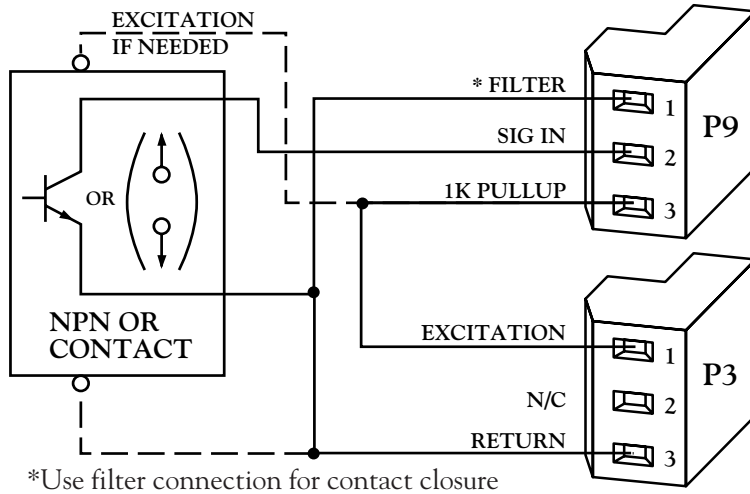 EXCITATION
IF NEEDED
* FILTER
1
P9
SIG IN
2
OR
1K PULLUP
3
NPN OR
CONTACT
EXCITATION
1
P3
N/C
2
RETURN
3
*Use filter connection for contact closure